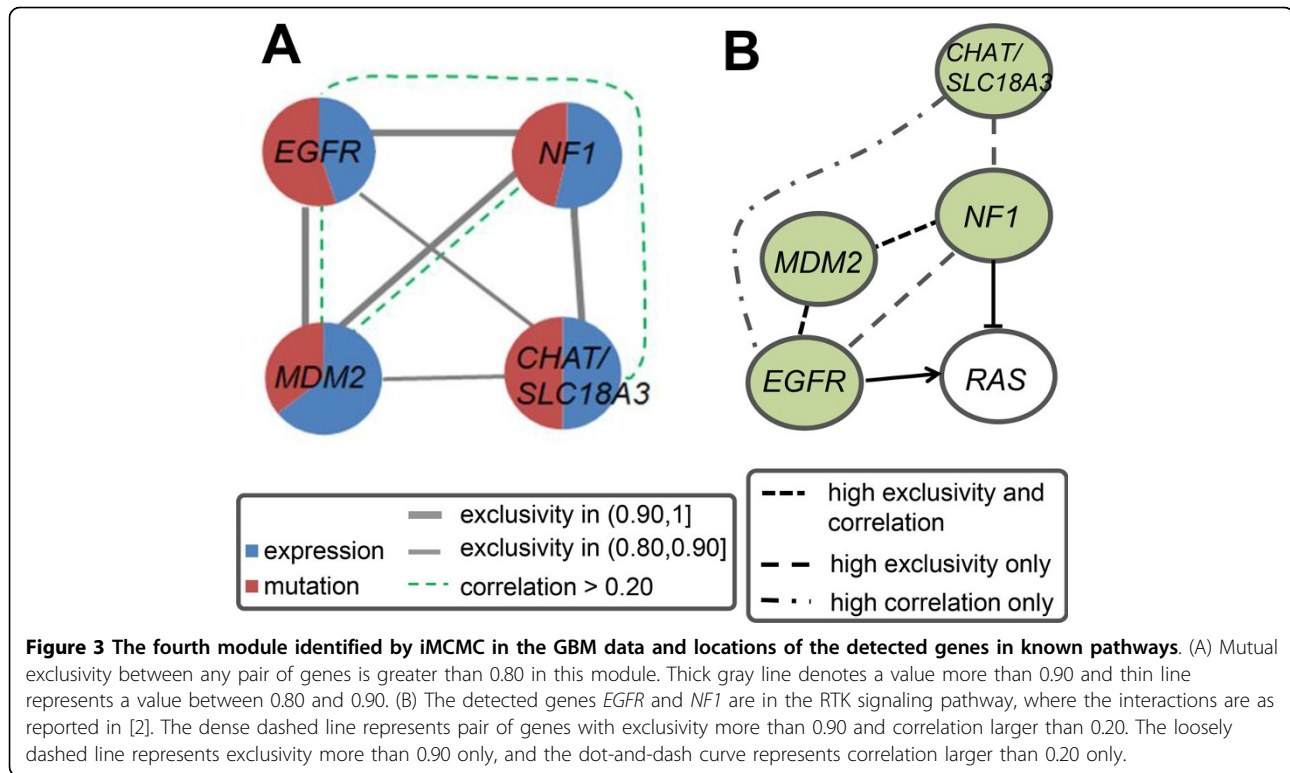 A
EGFR
NF1
MDM2
CHAT/
SLC18A3
expression
mutation
exclusivity in (0.90,1]
exclusivity in (0.80,0.90]
correlation > 0.20
B
CHAT/
SLC18A3
NF1
MDM2
EGFR
RAS
high exclusivity and
correlation
high exclusivity only
high correlation only
Figure 3 The fourth module identified by iMCMC in the GBM data and locations of the detected genes in known pathways. (A) Mutual
exclusivity between any pair of genes is greater than 0.80 in this module. Thick gray line denotes a value more than 0.90 and thin line
represents a value between 0.80 and 0.90. (B) The detected genes EGFR and NF1 are in the RTK signaling pathway, where the interactions are as
reported in [2]. The dense dashed line represents pair of genes with exclusivity more than 0.90 and correlation larger than 0.20. The loosely
dashed line represents exclusivity more than 0.90 only, and the dot-and-dash curve represents correlation larger than 0.20 only.